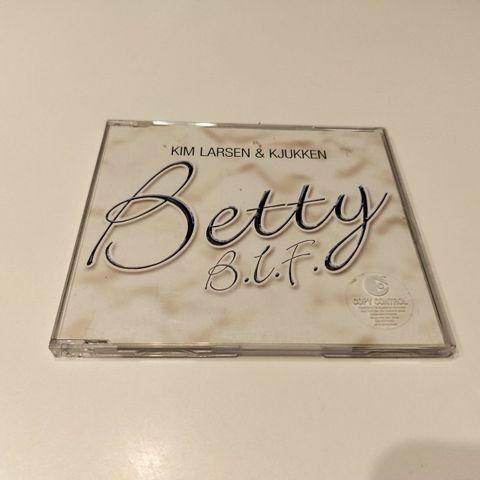 KIM LARSEN & KJUKKEN
Betty
B.I.F.
COPY CONTROL